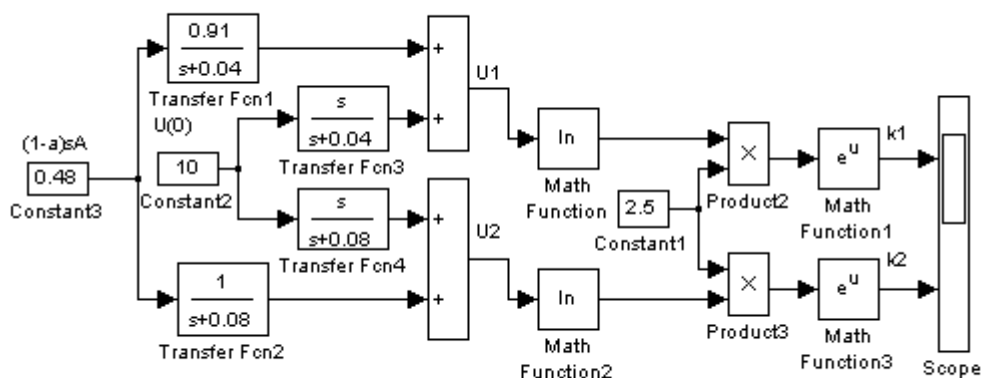 0.91
s+0.04
Transfer Fcn1
U(0)
(1-a)sA
0.48
Constant3
10
Constant2
s
s+0.04
Transfer Fcn3
s
s+0.08
Transfer Fcn4
1
s+0.08
Transfer Fcn2
+
+
U1
+
+
U2
ln
Math
Function
ln
Math
Function2
2.5
Constant1
×
Product2
×
Product3
e^u
Math
Function1
k1
e^u
Math
Function3
k2
Scope